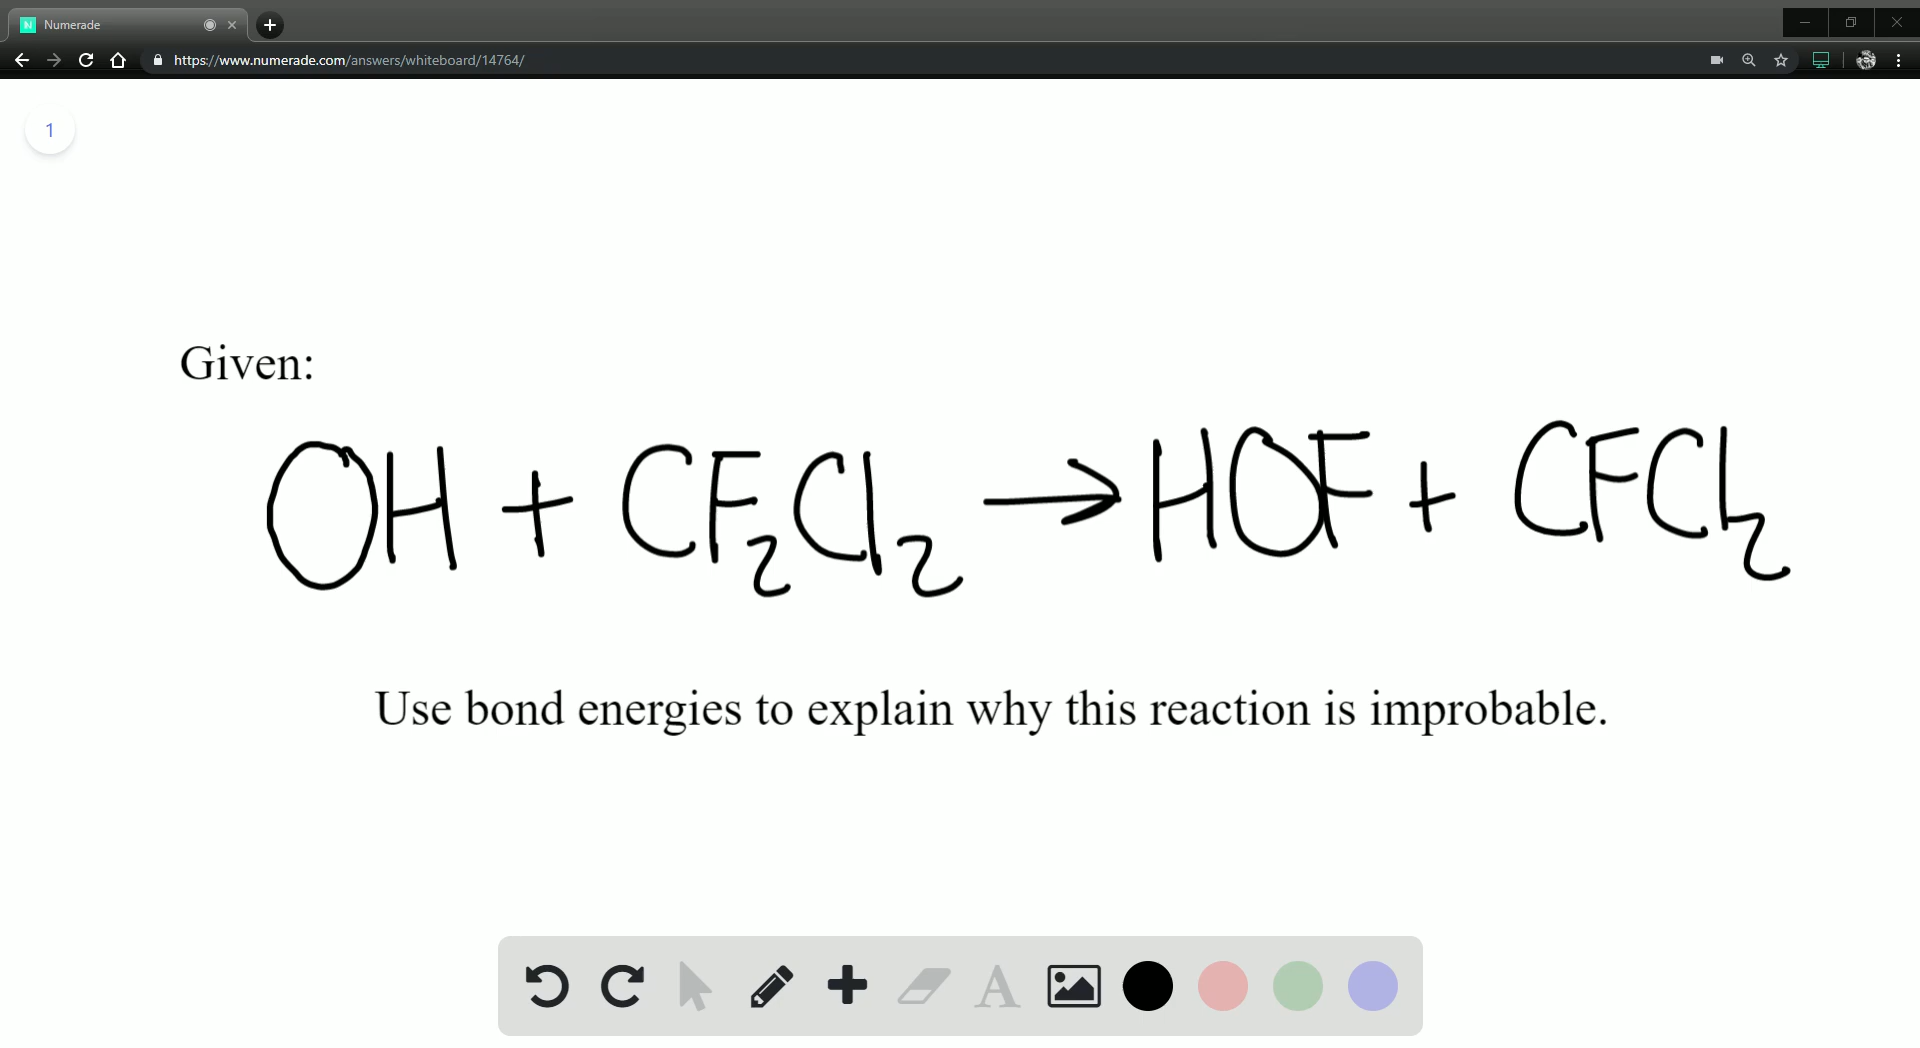 Numerade
https://www.numerade.com/answers/whiteboard/14764/
1
Given:
OH + CF₂Cl₂ → HOF + CFCl₂
Use bond energies to explain why this reaction is improbable.
A